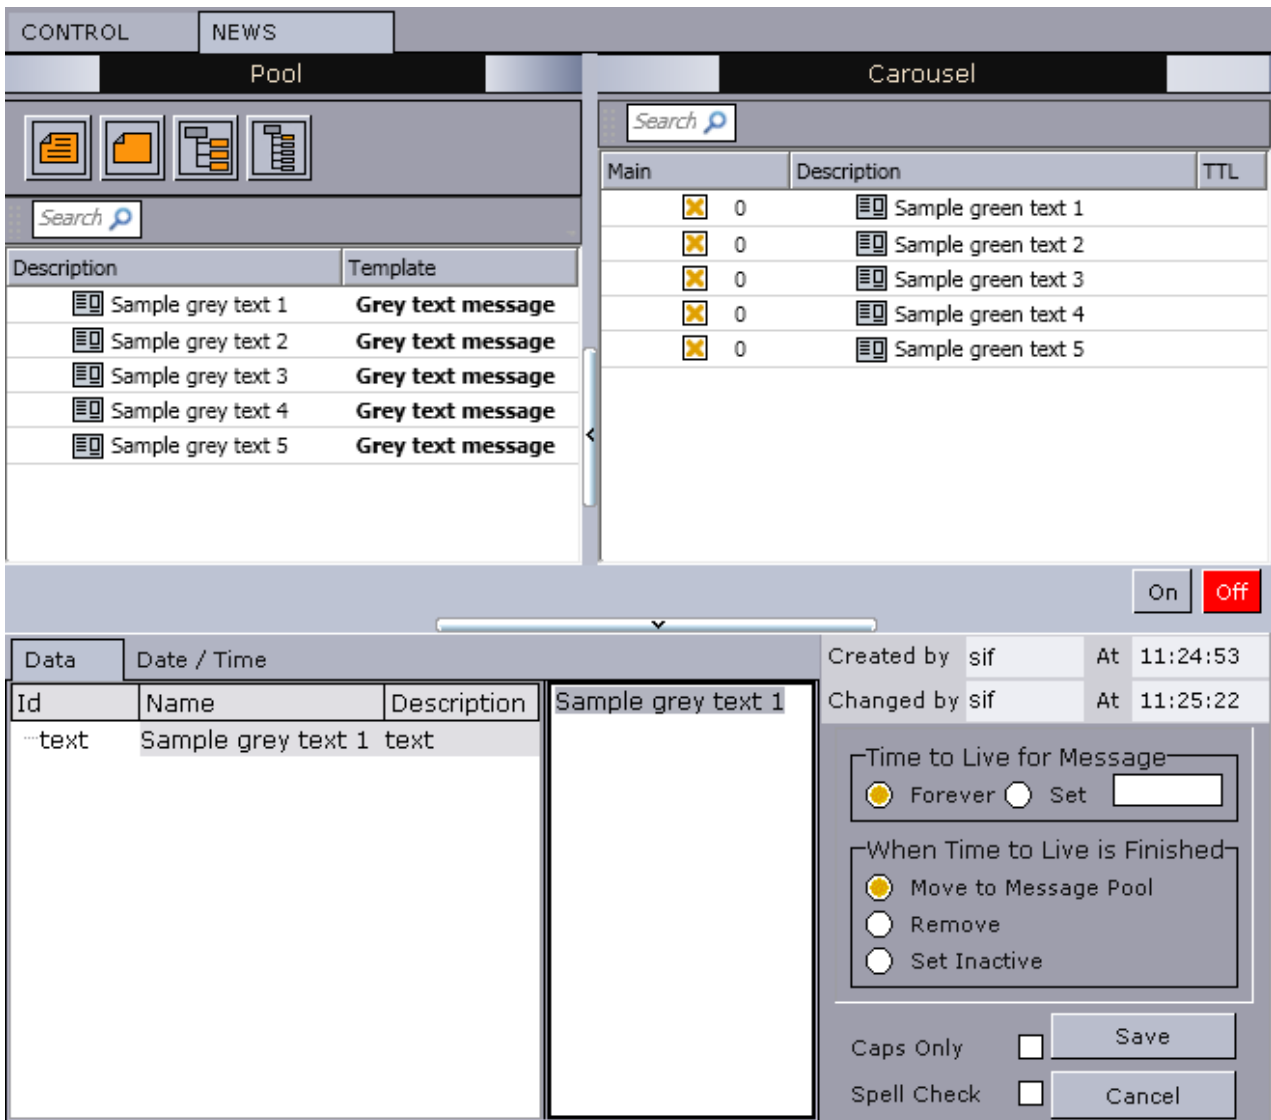 CONTROL NEWS
Pool
Search
Description Template
Sample grey text 1 Grey text message
Sample grey text 2 Grey text message
Sample grey text 3 Grey text message
Sample grey text 4 Grey text message
Sample grey text 5 Grey text message
Carousel
Search
Main Description TTL
0 Sample green text 1
0 Sample green text 2
0 Sample green text 3
0 Sample green text 4
0 Sample green text 5
On Off
Data Date / Time
Id Name Description
text Sample grey text 1 text
Sample grey text 1
Created by sif At 11:24:53
Changed by sif At 11:25:22
Time to Live for Message
Forever Set
When Time to Live is Finished
Move to Message Pool
Remove
Set Inactive
Caps Only Save
Spell Check Cancel